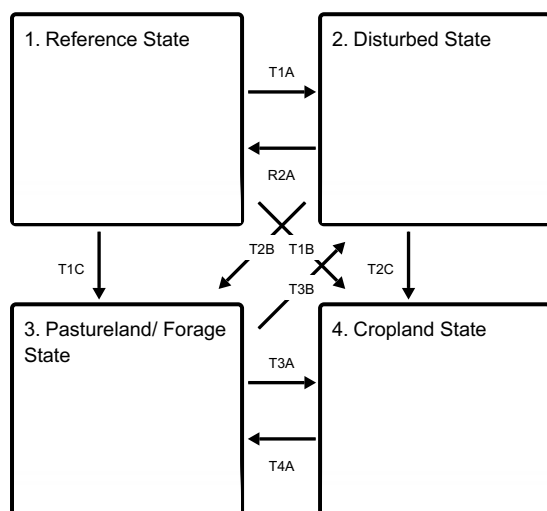 1. Reference State
2. Disturbed State
T1A
R2A
T2B
T1B
T1C
T2C
T3B
3. Pastureland/ Forage
State
4. Cropland State
T3A
T4A